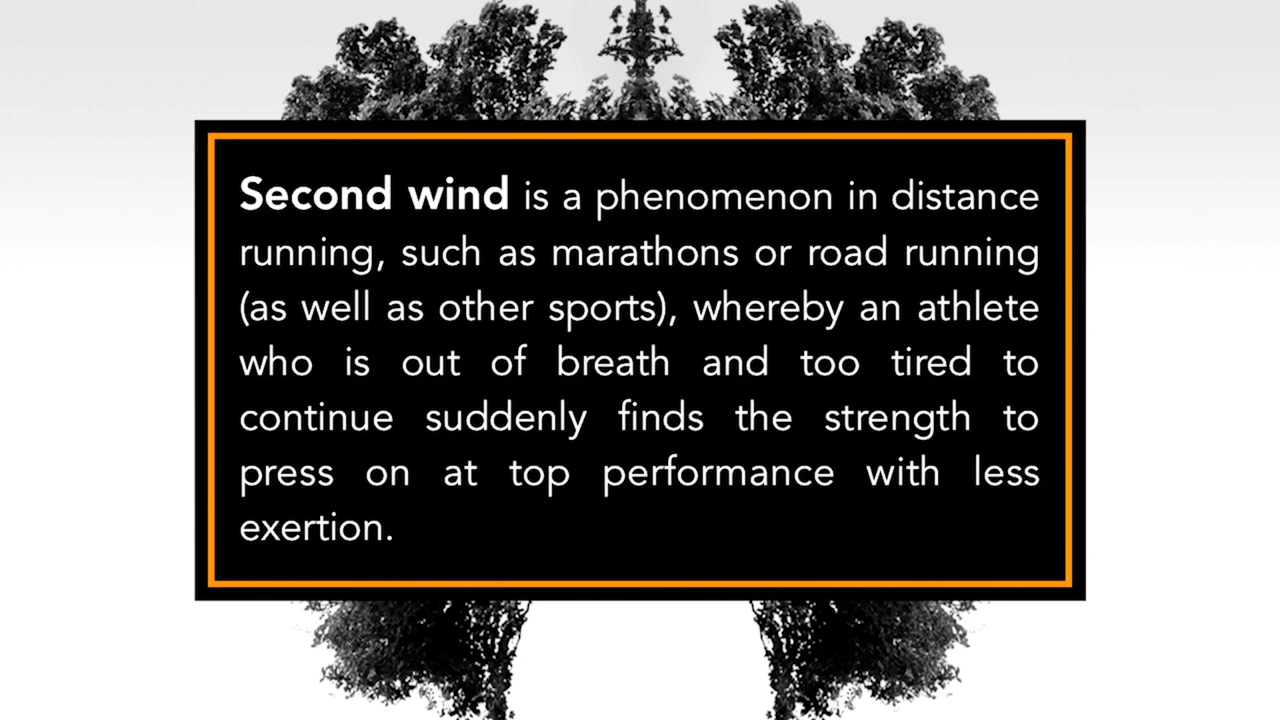 Second wind is a phenomenon in distance
running, such as marathons or road running
(as well as other sports), whereby an athlete
who is out of breath and too tired to
continue suddenly finds the strength to
press on at top performance with less
exertion.